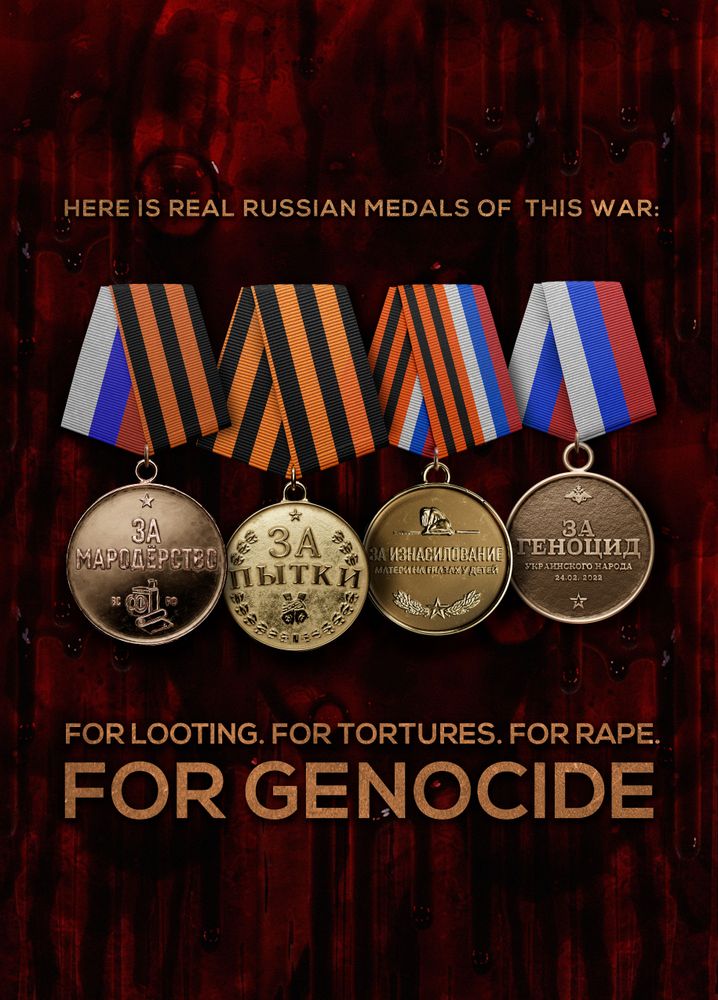 HERE IS REAL RUSSIAN MEDALS OF THIS WAR:
ЗА
МАРОДЁРСТВО
ЗА
ПЫТКИ
ЗА ИЗНАСИЛОВАНИЕ
МАТЕРИ НА ГЛАЗАХ У ДЕТЕЙ
ЗА
ГЕНОЦИД
УКРАИНСКОГО НАРОДА
24.02.2022
FOR LOOTING. FOR TORTURES. FOR RAPE.
FOR GENOCIDE